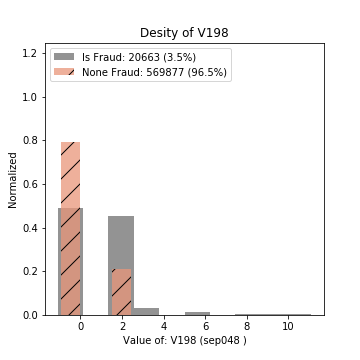 Desity of V198
Is Fraud: 20663 (3.5%)
None Fraud: 569877 (96.5%)
Normalized
1.2
1.0
0.8
0.6
0.4
0.2
0.0
0 2 4 6 8 10
Value of: V198 (sep048 )